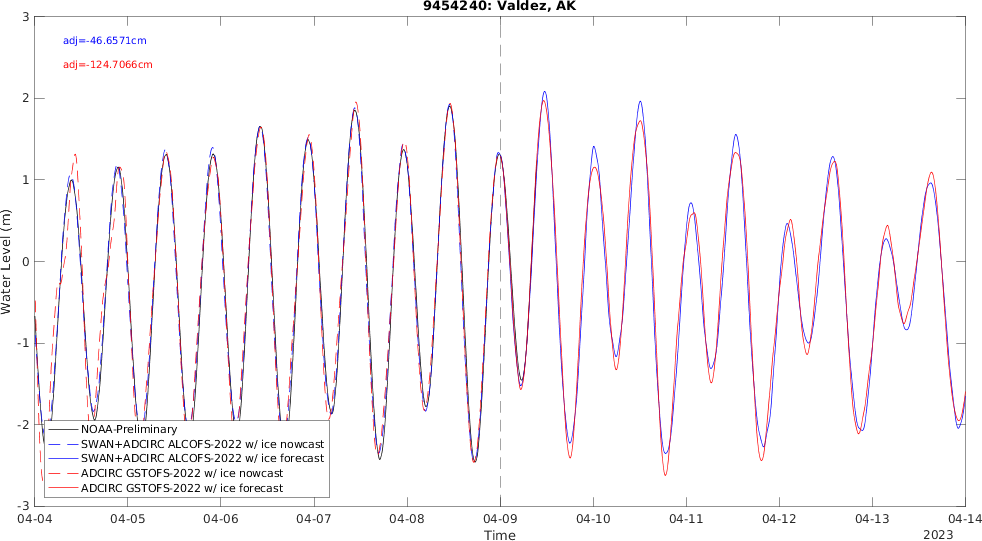 9454240: Valdez, AK
adj=-46.6571cm
adj=-124.7066cm
Water Level (m)
3
2
1
0
-1
-2
-3
NOAA-Preliminary
SWAN+ADCIRC ALCOFS-2022 w/ ice nowcast
SWAN+ADCIRC ALCOFS-2022 w/ ice forecast
ADCIRC GSTOFS-2022 w/ ice nowcast
ADCIRC GSTOFS-2022 w/ ice forecast
04-04 04-05 04-06 04-07 04-08 04-09 04-10 04-11 04-12 04-13 04-14
Time
2023